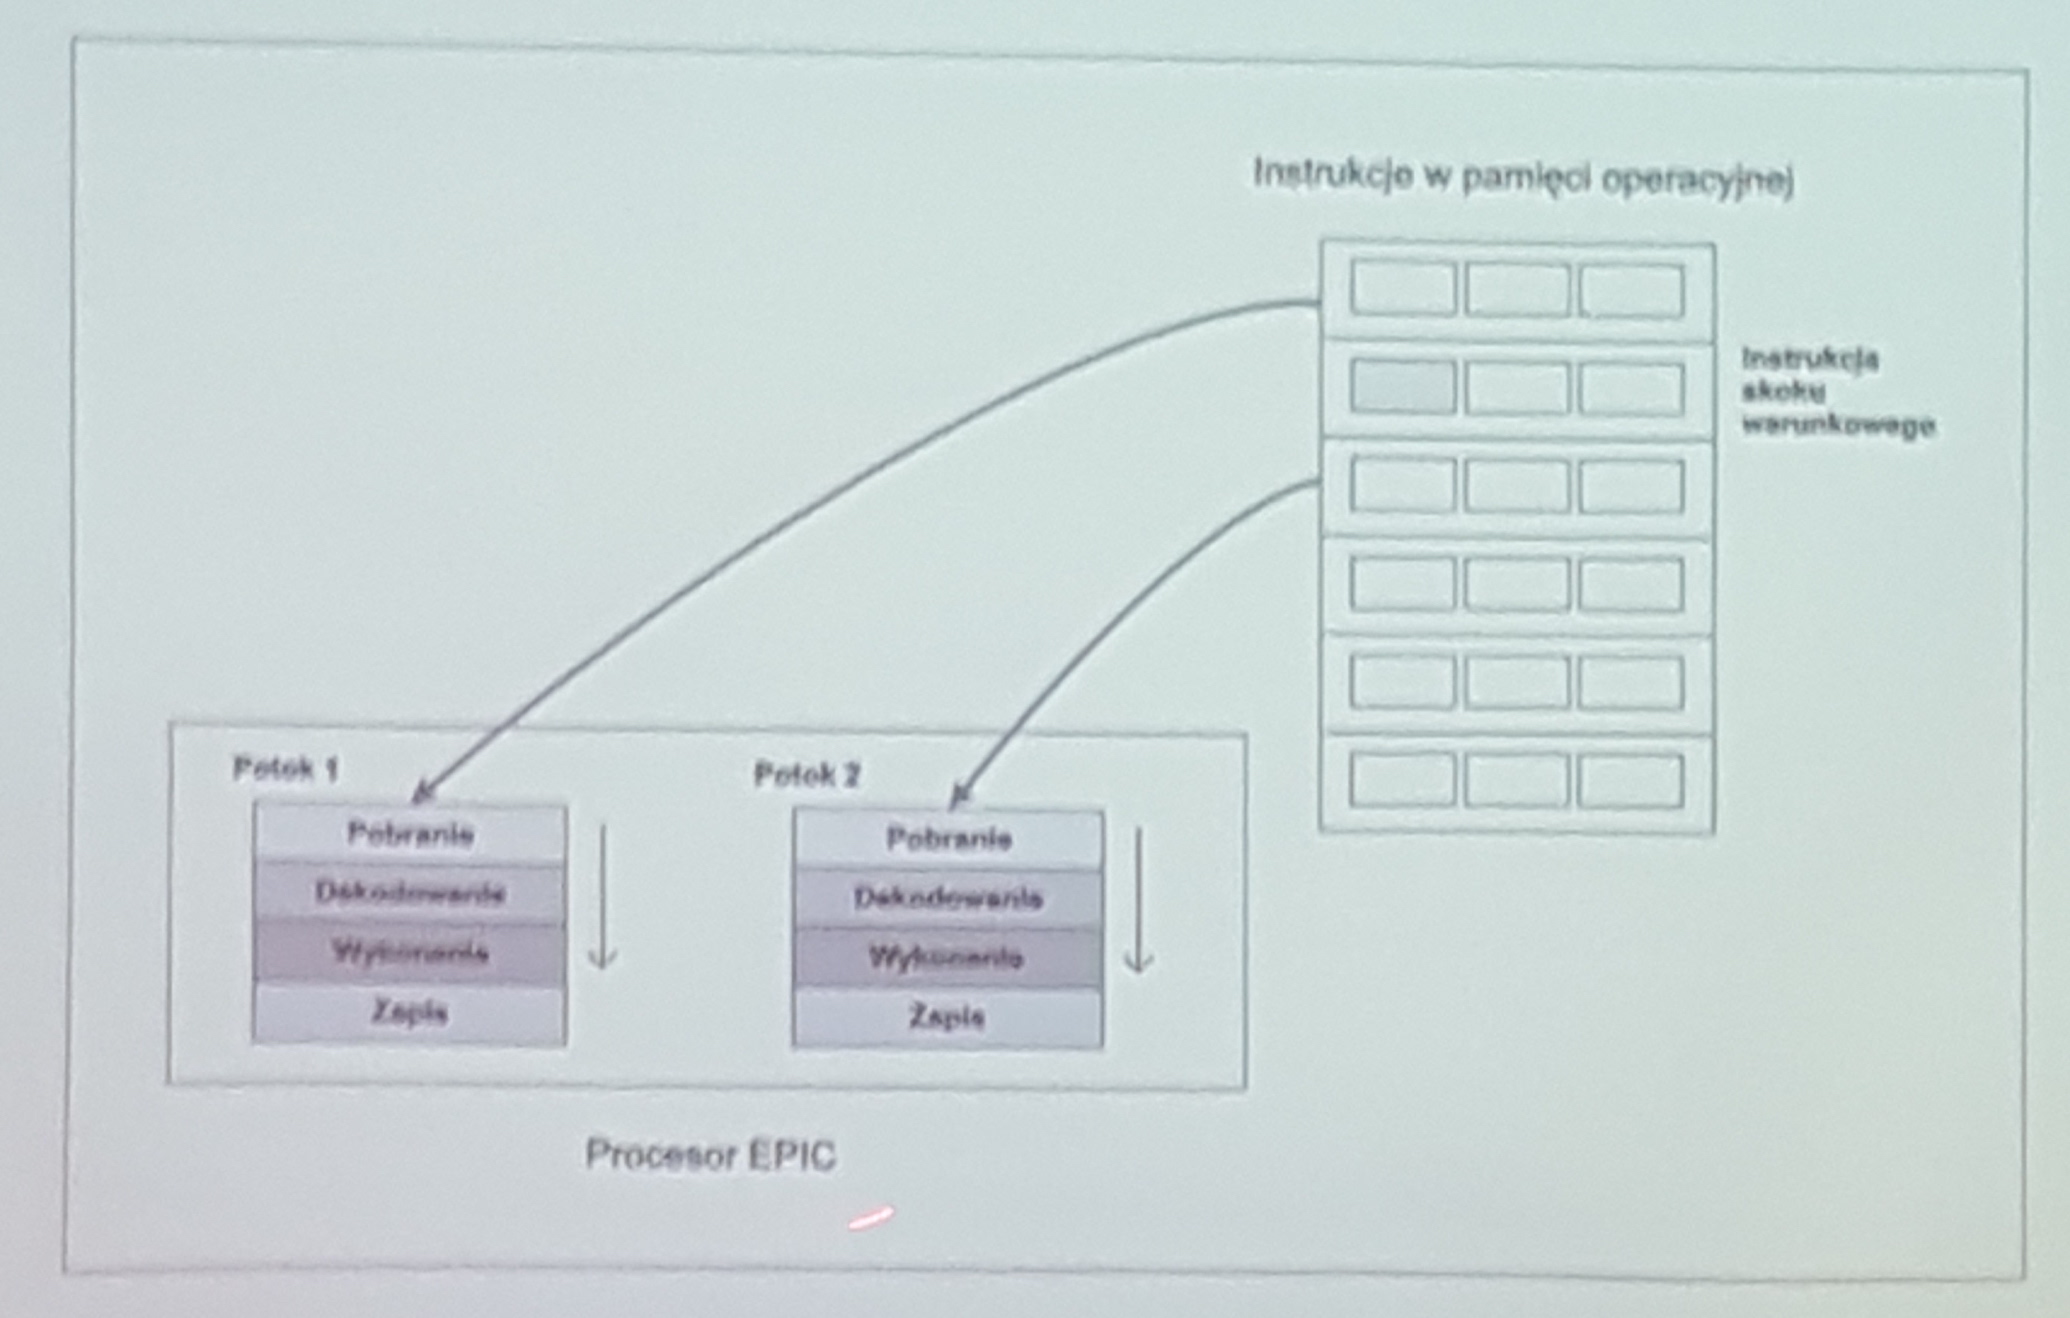 Instrukcje w pamięci operacyjnej
Instrukcja
skoku
warunkowego
Potok 1
Potok 2
Pobranie
Dekodowanie
Wykonanie
Zapis
Pobranie
Dekodowanie
Wykonanie
Zapis
Procesor EPIC